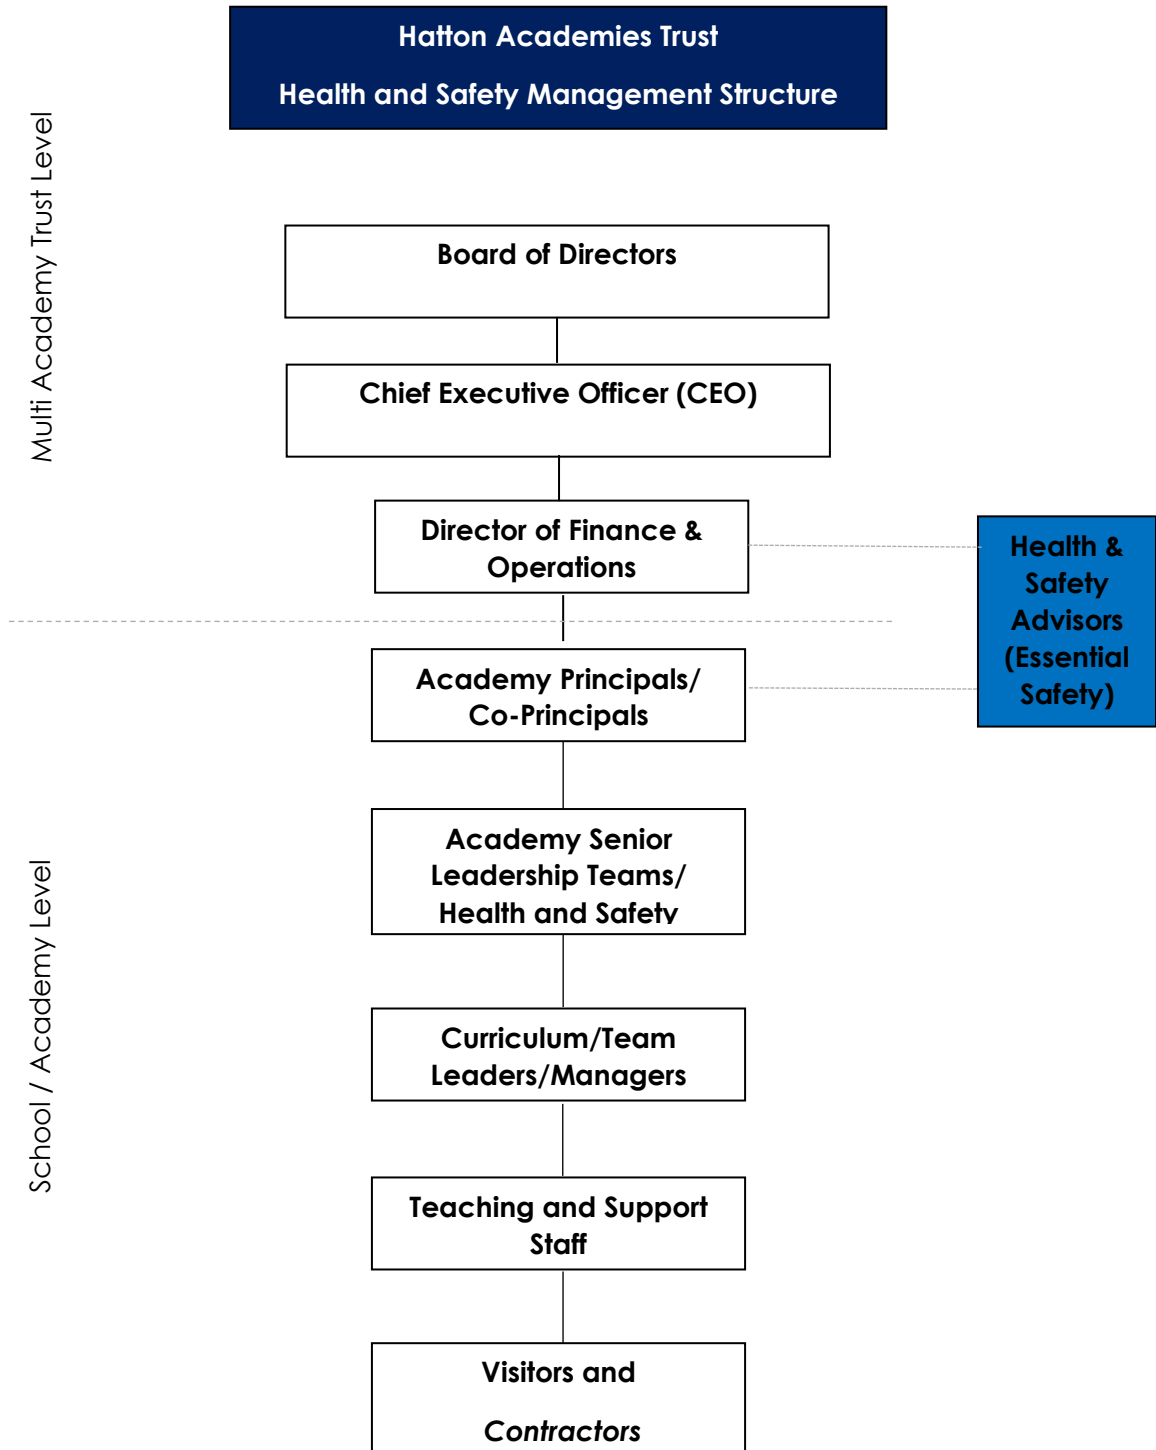 Hatton Academies Trust
Health and Safety Management Structure
Multi Academy Trust Level
Board of Directors
Chief Executive Officer (CEO)
Director of Finance &
Operations
Health &
Safety
Advisors
(Essential
Safety)
Academy Principals/
Co-Principals
School / Academy Level
Academy Senior
Leadership Teams/
Health and Safety
Curriculum/Team
Leaders/Managers
Teaching and Support
Staff
Visitors and
Contractors